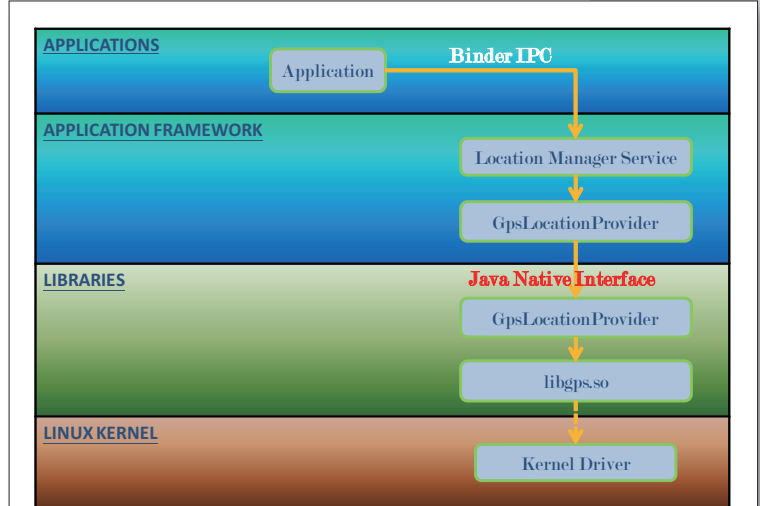 APPLICATIONS
Binder IPC
Application
APPLICATION FRAMEWORK
Location Manager Service
GpsLocationProvider
LIBRARIES
Java Native Interface
GpsLocationProvider
libgps.so
LINUX KERNEL
Kernel Driver